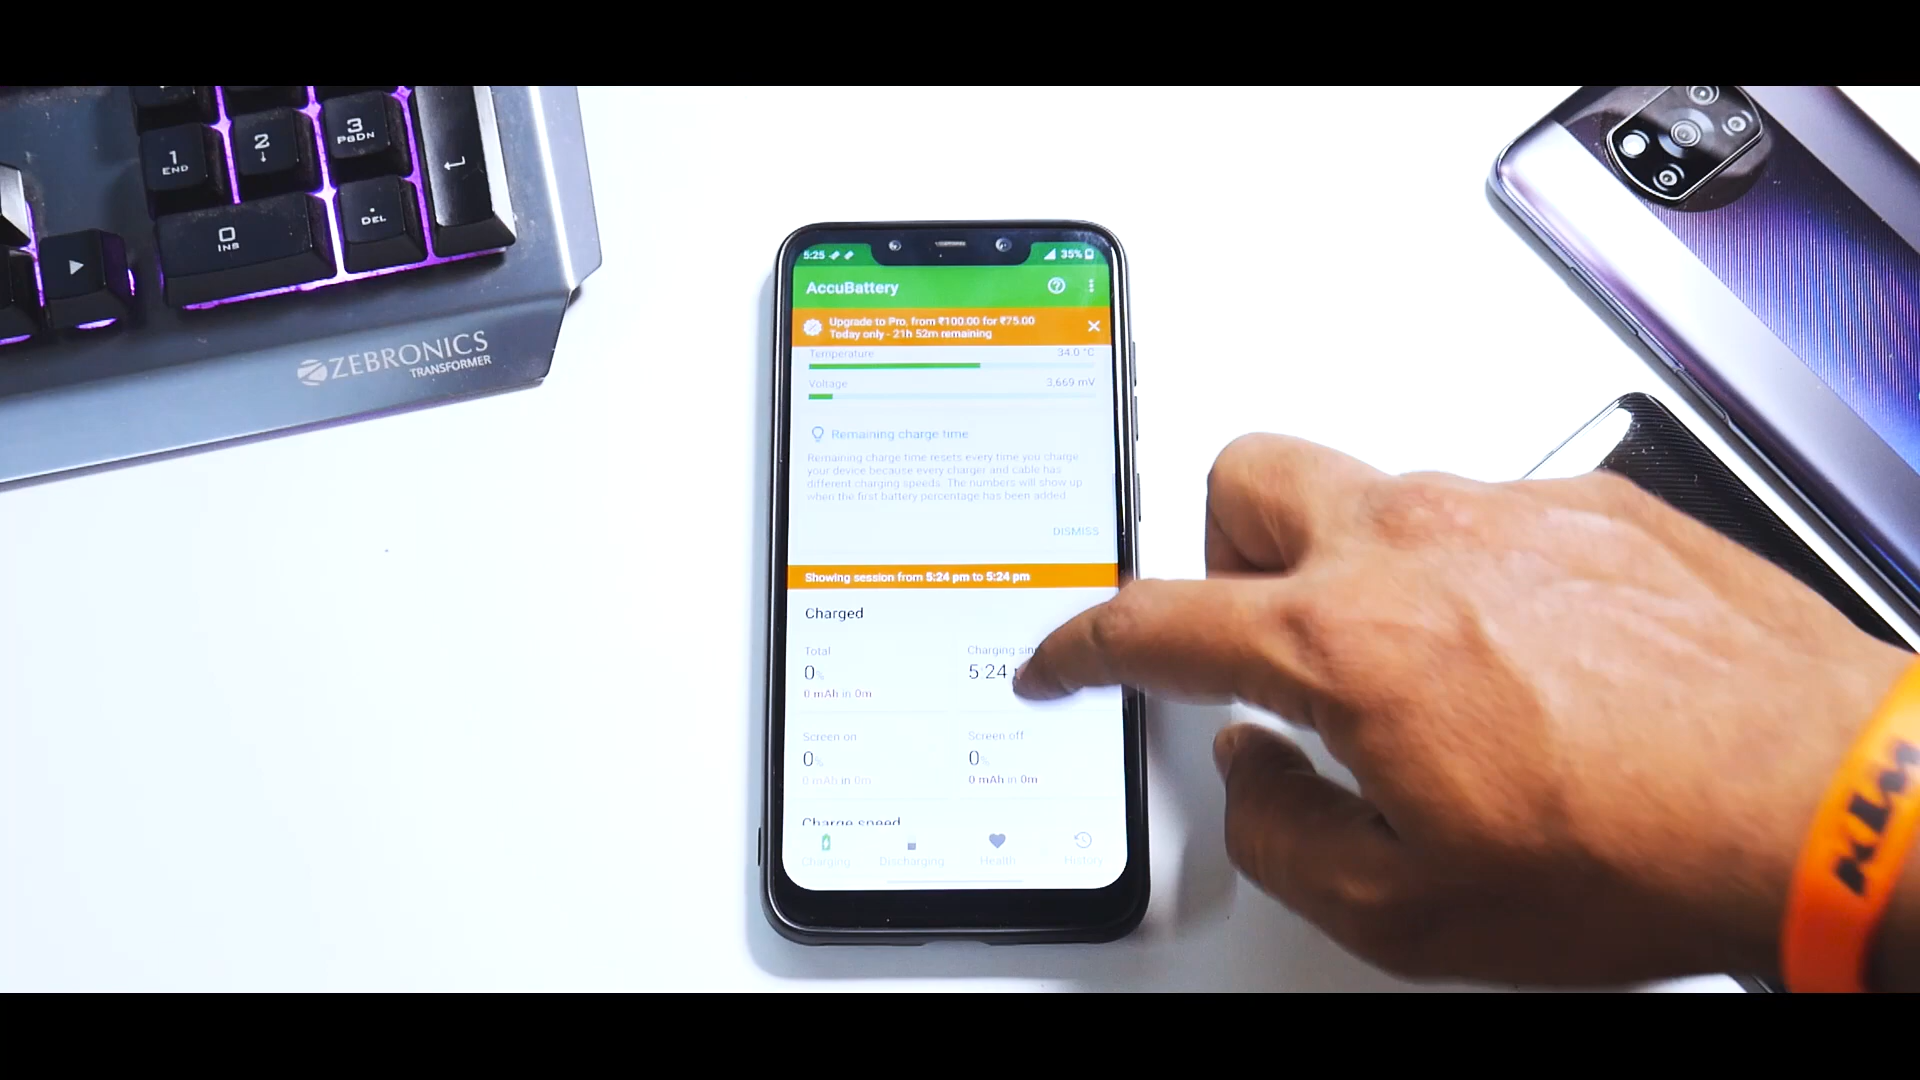 1
END
2
↓
3
PGDN
0
INS
.
DEL
ZEBRONICS
TRANSFORMER
5:25
35%
AccuBattery
Upgrade to Pro, from ₹100.00 for ₹75.00
Today only - 21h 52m remaining
Temperature 34.0 °C
Voltage 3,669 mV
Remaining charge time
Remaining charge time resets every time you charge
your device because every charger and cable has
different charging speeds. The numbers will show up
when the first battery percentage has been added.
DISMISS
Showing session from 5:24 pm to 5:24 pm
Charged
Total
0%
0 mAh in 0m
Charging
5:24
Screen on
0%
0 mAh in 0m
Screen off
0%
0 mAh in 0m
Charge speed
Charging Discharging Health History
KTM